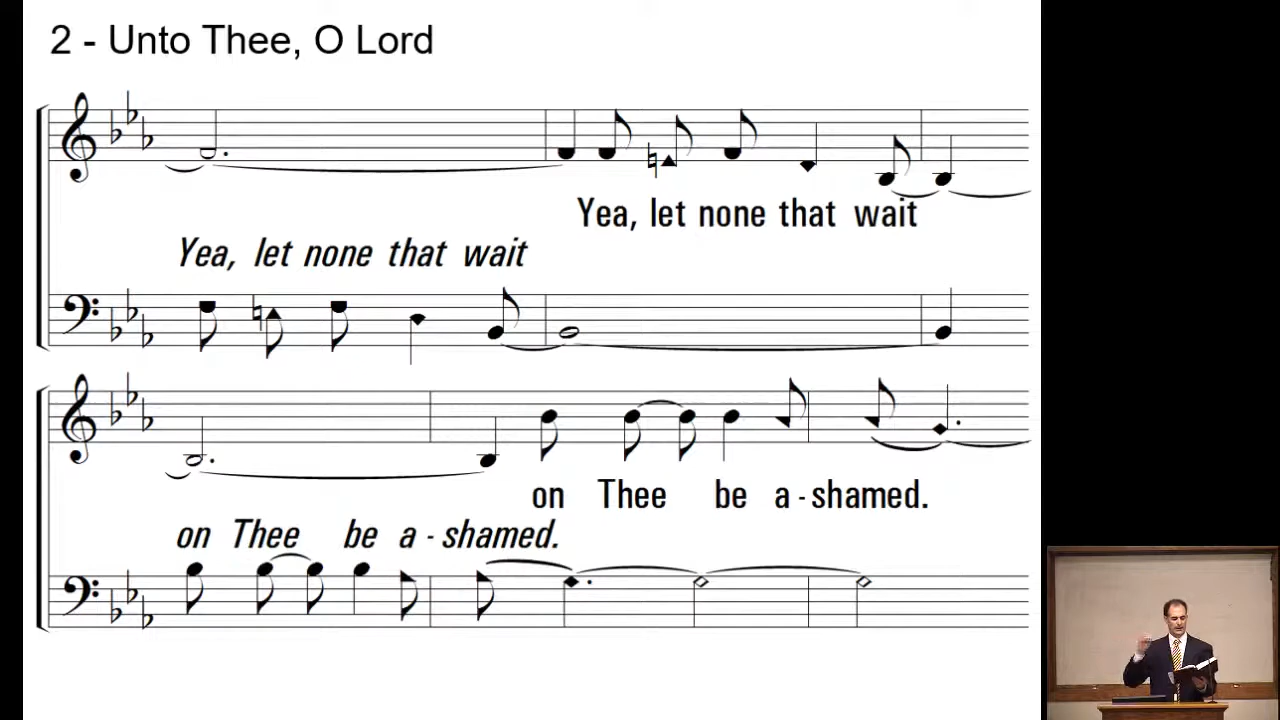 2 - Unto Thee, O Lord
Yea, let none that wait
Yea, let none that wait
on Thee be a - shamed.
on Thee be a - shamed.